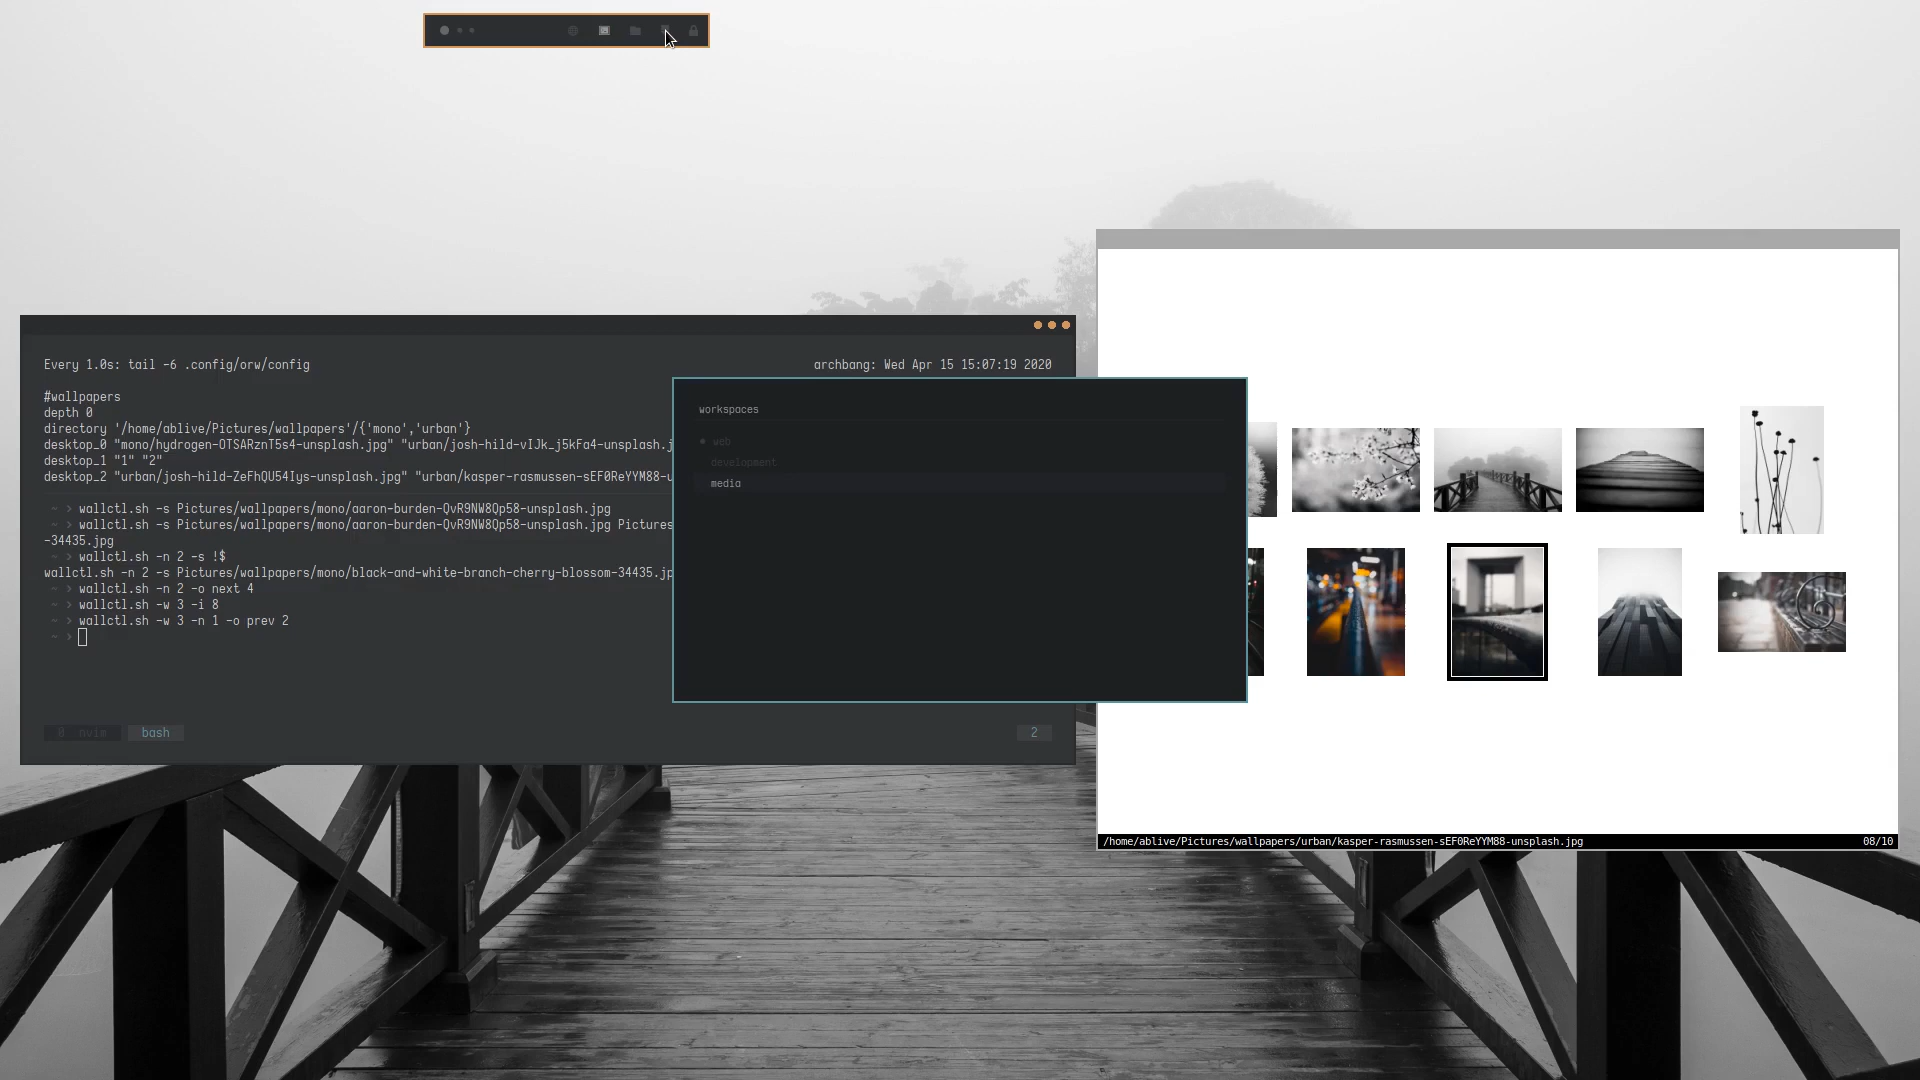 Every 1.0s: tail -6 .config/orw/config archbang: Wed Apr 15 15:07:19 2020
#wallpapers
depth 0
directory '/home/ablive/Pictures/wallpapers'/{'mono','urban'}
desktop_0 "mono/hydrogen-OTSARznT5s4-unsplash.jpg" "urban/josh-hild-vIJk_j5kFa4-unsplash.j
desktop_1 "1" "2"
desktop_2 "urban/josh-hild-ZeFhQU54Iys-unsplash.jpg" "urban/kasper-rasmussen-sEF0ReYYM88-u
~ > wallctl.sh -s Pictures/wallpapers/mono/aaron-burden-QvR9NW8Qp58-unsplash.jpg
~ > wallctl.sh -s Pictures/wallpapers/mono/aaron-burden-QvR9NW8Qp58-unsplash.jpg Pictures
-34435.jpg
~ > wallctl.sh -n 2 -s !$
wallctl.sh -n 2 -s Pictures/wallpapers/mono/black-and-white-branch-cherry-blossom-34435.jp
~ > wallctl.sh -n 2 -o next 4
~ > wallctl.sh -w 3 -i 8
~ > wallctl.sh -w 3 -n 1 -o prev 2
~ >
nvim bash 2
workspaces
web
development
media
/home/ablive/Pictures/wallpapers/urban/kasper-rasmussen-sEF0ReYYM88-unsplash.jpg 08/10